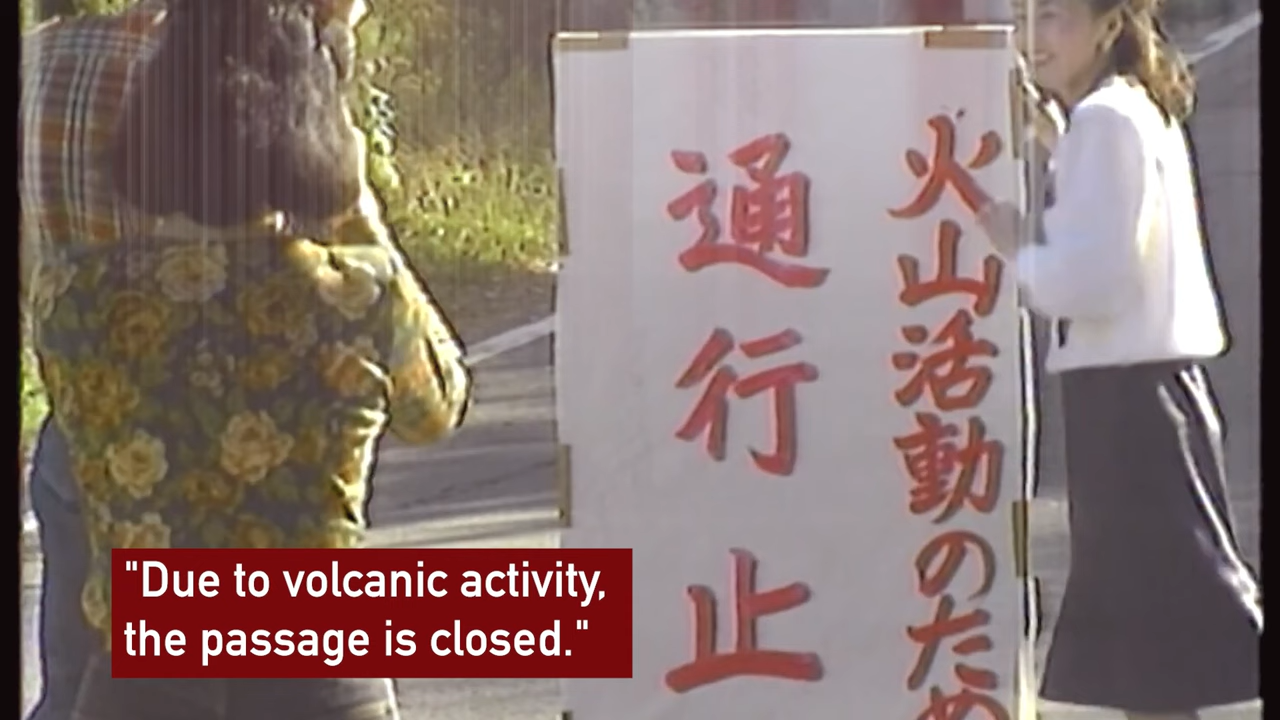 火山活動のため
通行止
"Due to volcanic activity,
the passage is closed."